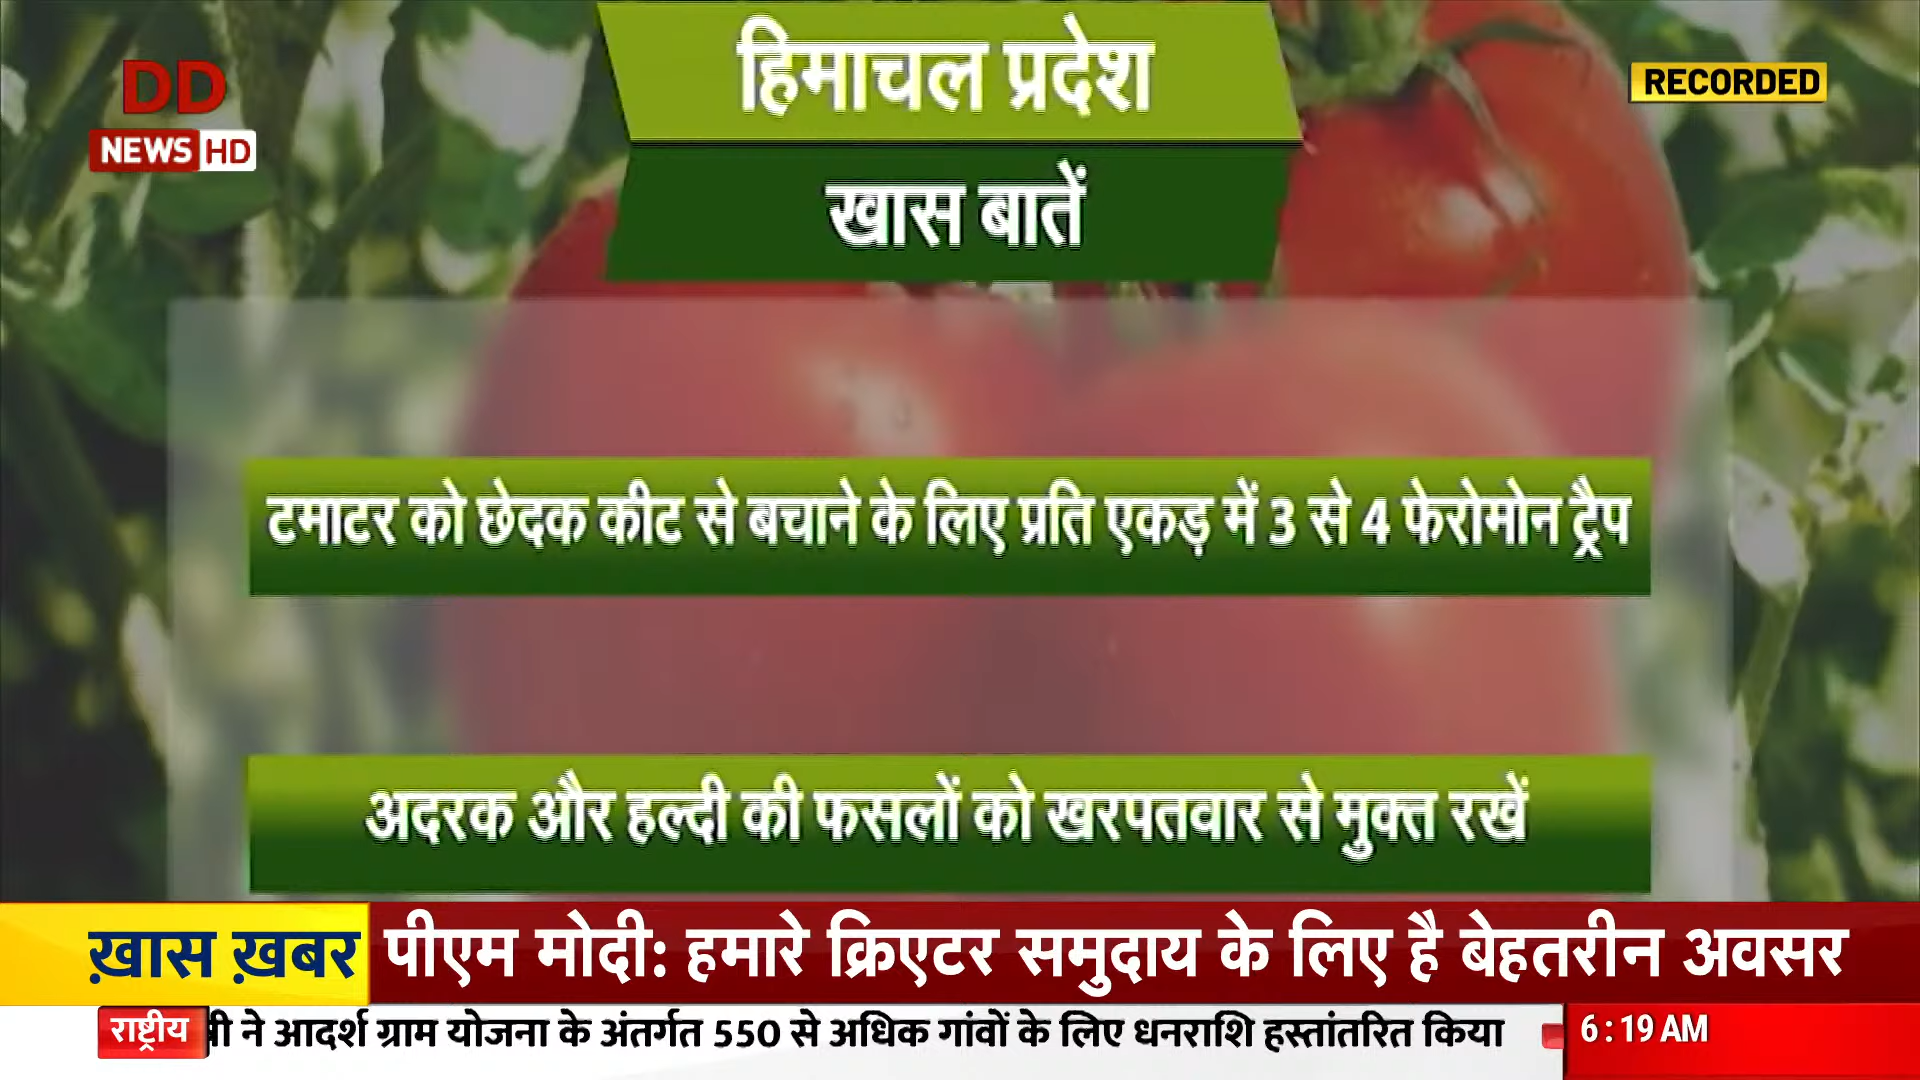 DD
NEWS HD
हिमाचल प्रदेश
RECORDED
खास बातें
टमाटर को छेदक कीट से बचाने के लिए प्रति एकड़ में 3 से 4 फेरोमोन ट्रैप
अदरक और हल्दी की फसलों को खरपतवार से मुक्त रखें
ख़ास ख़बर पीएम मोदी: हमारे क्रिएटर समुदाय के लिए है बेहतरीन अवसर
राष्ट्रीय ने आदर्श ग्राम योजना के अंतर्गत 550 से अधिक गांवों के लिए धनराशि हस्तांतरित किया 6:19 AM